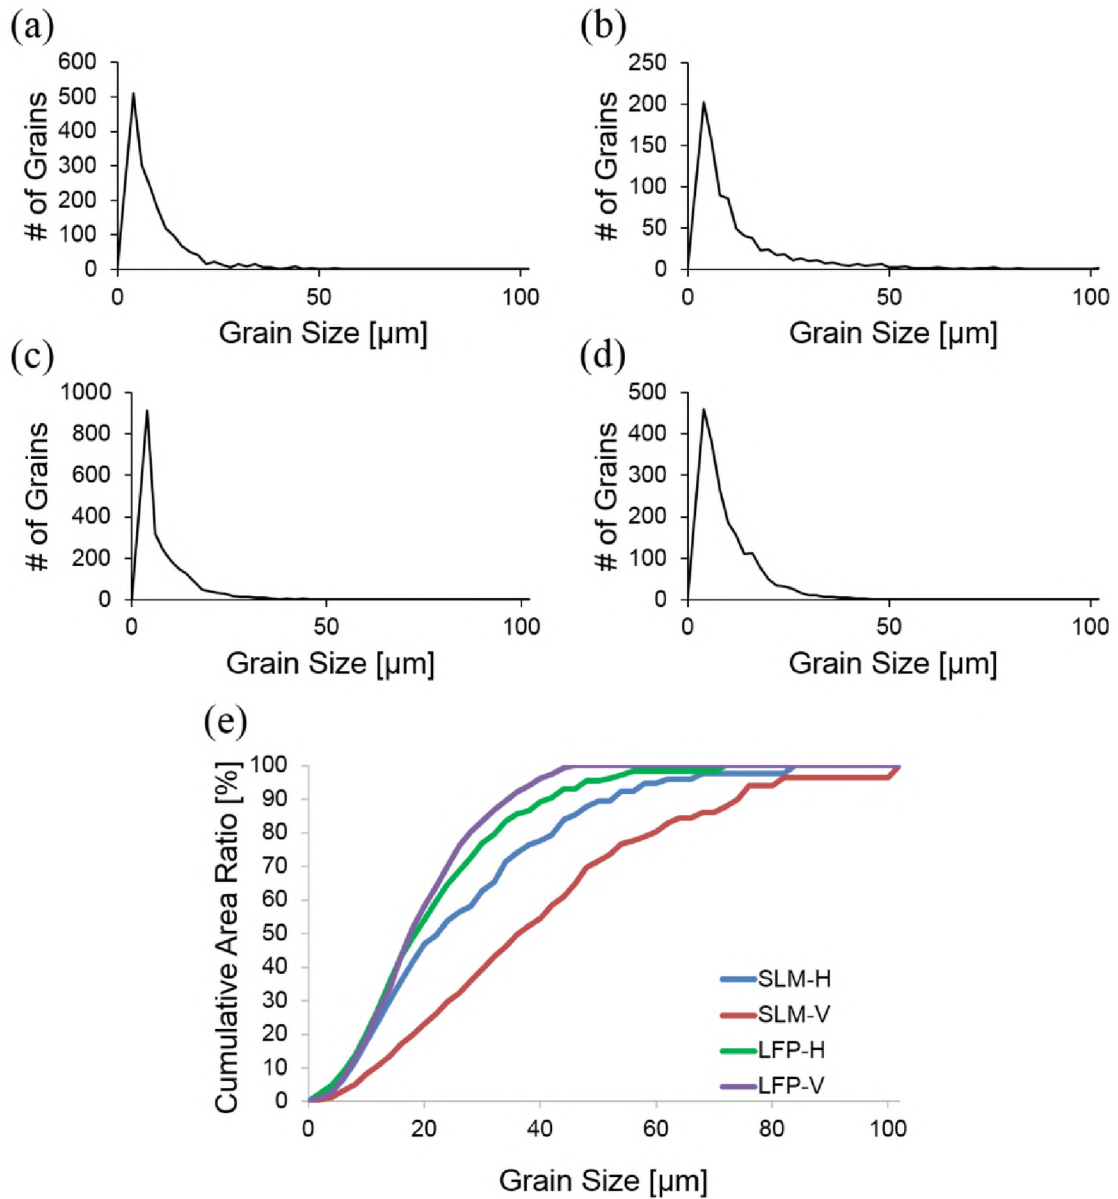 (a)
600
500
400
300
200
100
0
# of Grains
0 50 100
Grain Size [µm]
(b)
250
200
150
100
50
0
# of Grains
0 50 100
Grain Size [µm]
(c)
1000
800
600
400
200
0
# of Grains
0 50 100
Grain Size [µm]
(d)
500
400
300
200
100
0
# of Grains
0 50 100
Grain Size [µm]
(e)
100
90
80
70
60
50
40
30
20
10
0
Cumulative Area Ratio [%]
SLM-H
SLM-V
LFP-H
LFP-V
0 20 40 60 80 100
Grain Size [µm]